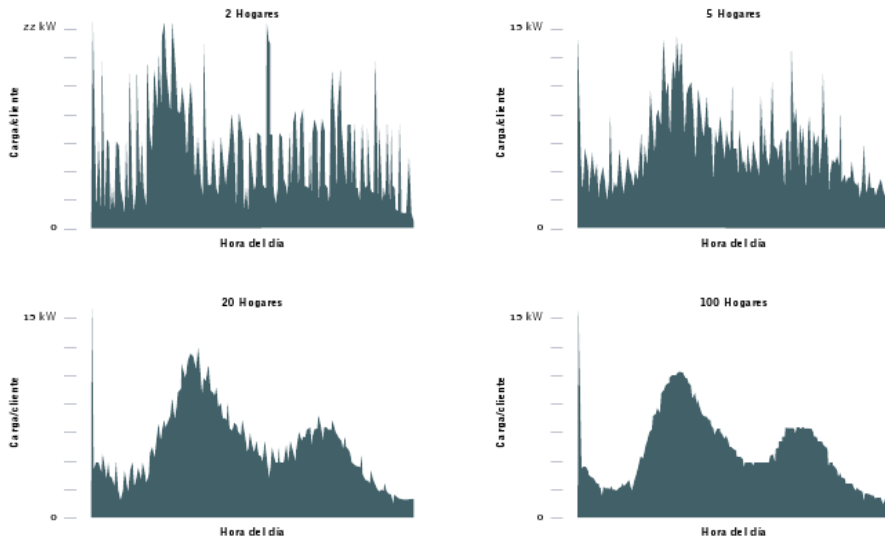 2 Hogares
22 kW
Carga/cliente
0
Hora del día
5 Hogares
15 kW
Carga/cliente
0
Hora del día
20 Hogares
15 kW
Carga/cliente
0
Hora del día
100 Hogares
15 kW
Carga/cliente
0
Hora del día